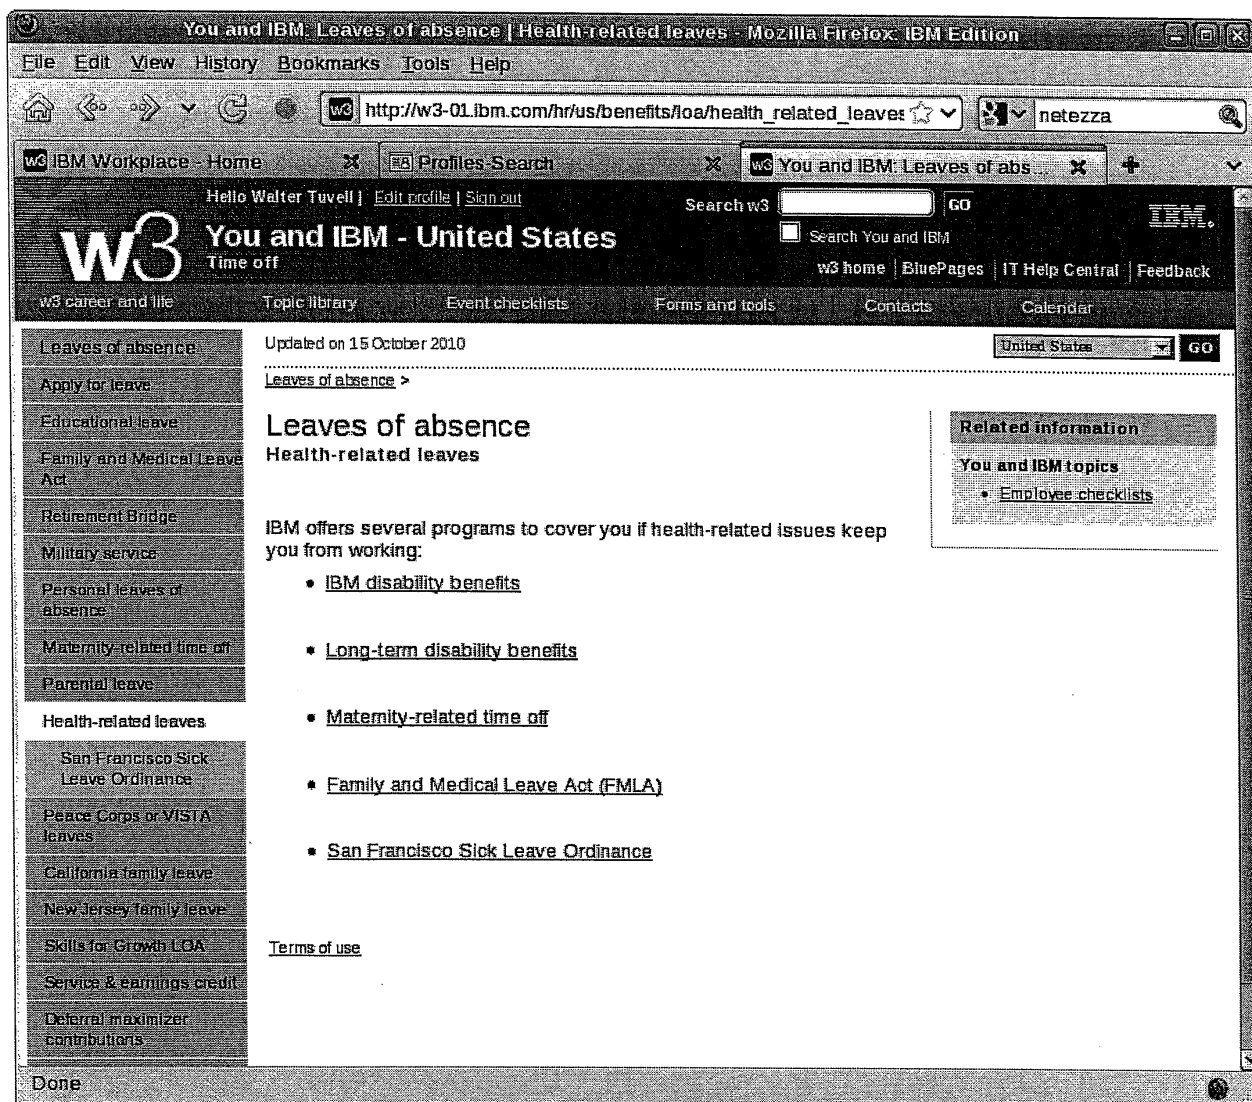 You and IBM: Leaves of absence | Health-related leaves - Mozilla Firefox: IBM Edition
File Edit View History Bookmarks Tools Help
w3 http://w3-01.ibm.com/hr/us/benefits/loa/health_related_leaves netezza
w3 IBM Workplace - Home Profiles-Search w3 You and IBM: Leaves of abs...
Hello Walter Tuvell | Edit profile | Sign out
Search w3 GO
IBM
w3
You and IBM - United States
Search You and IBM
Time off
w3 home | BluePages | IT Help Central | Feedback
w3 career and life Topic library Event checklists Forms and tools Contacts Calendar
Leaves of absence
Apply for leave
Educational leave
Family and Medical Leave
Act
Retirement Bridge
Military service
Personal leaves of
absence
Maternity-related time off
Parental leave
Health-related leaves
San Francisco Sick
Leave Ordinance
Peace Corps or VISTA
leaves
California family leave
New Jersey family leave
Skills for Growth LOA
Service & earnings credit
Deferral maximizer
contributions
Updated on 15 October 2010
United States GO
Leaves of absence >
Leaves of absence
Health-related leaves
IBM offers several programs to cover you if health-related issues keep
you from working:
• IBM disability benefits
• Long-term disability benefits
• Maternity-related time off
• Family and Medical Leave Act (FMLA)
• San Francisco Sick Leave Ordinance
Terms of use
Related information
You and IBM topics
• Employee checklists
Done